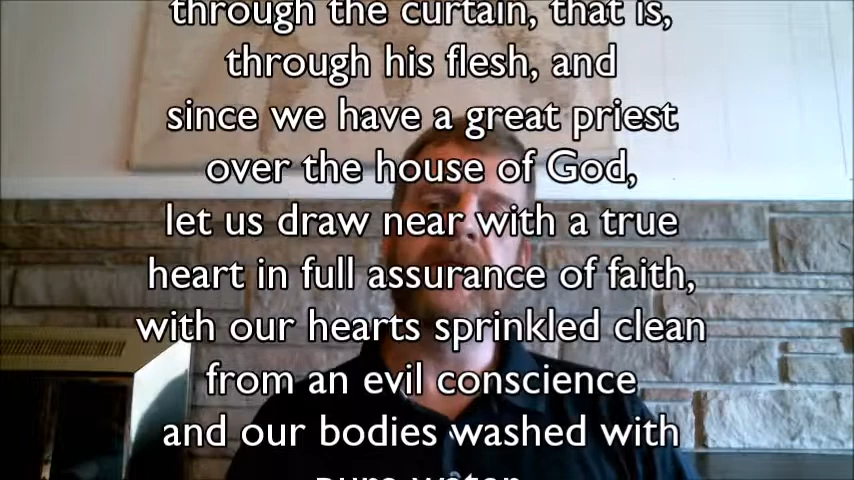 through the curtain, that is,
through his flesh, and
since we have a great priest
over the house of God,
let us draw near with a true
heart in full assurance of faith,
with our hearts sprinkled clean
from an evil conscience
and our bodies washed with
pure water